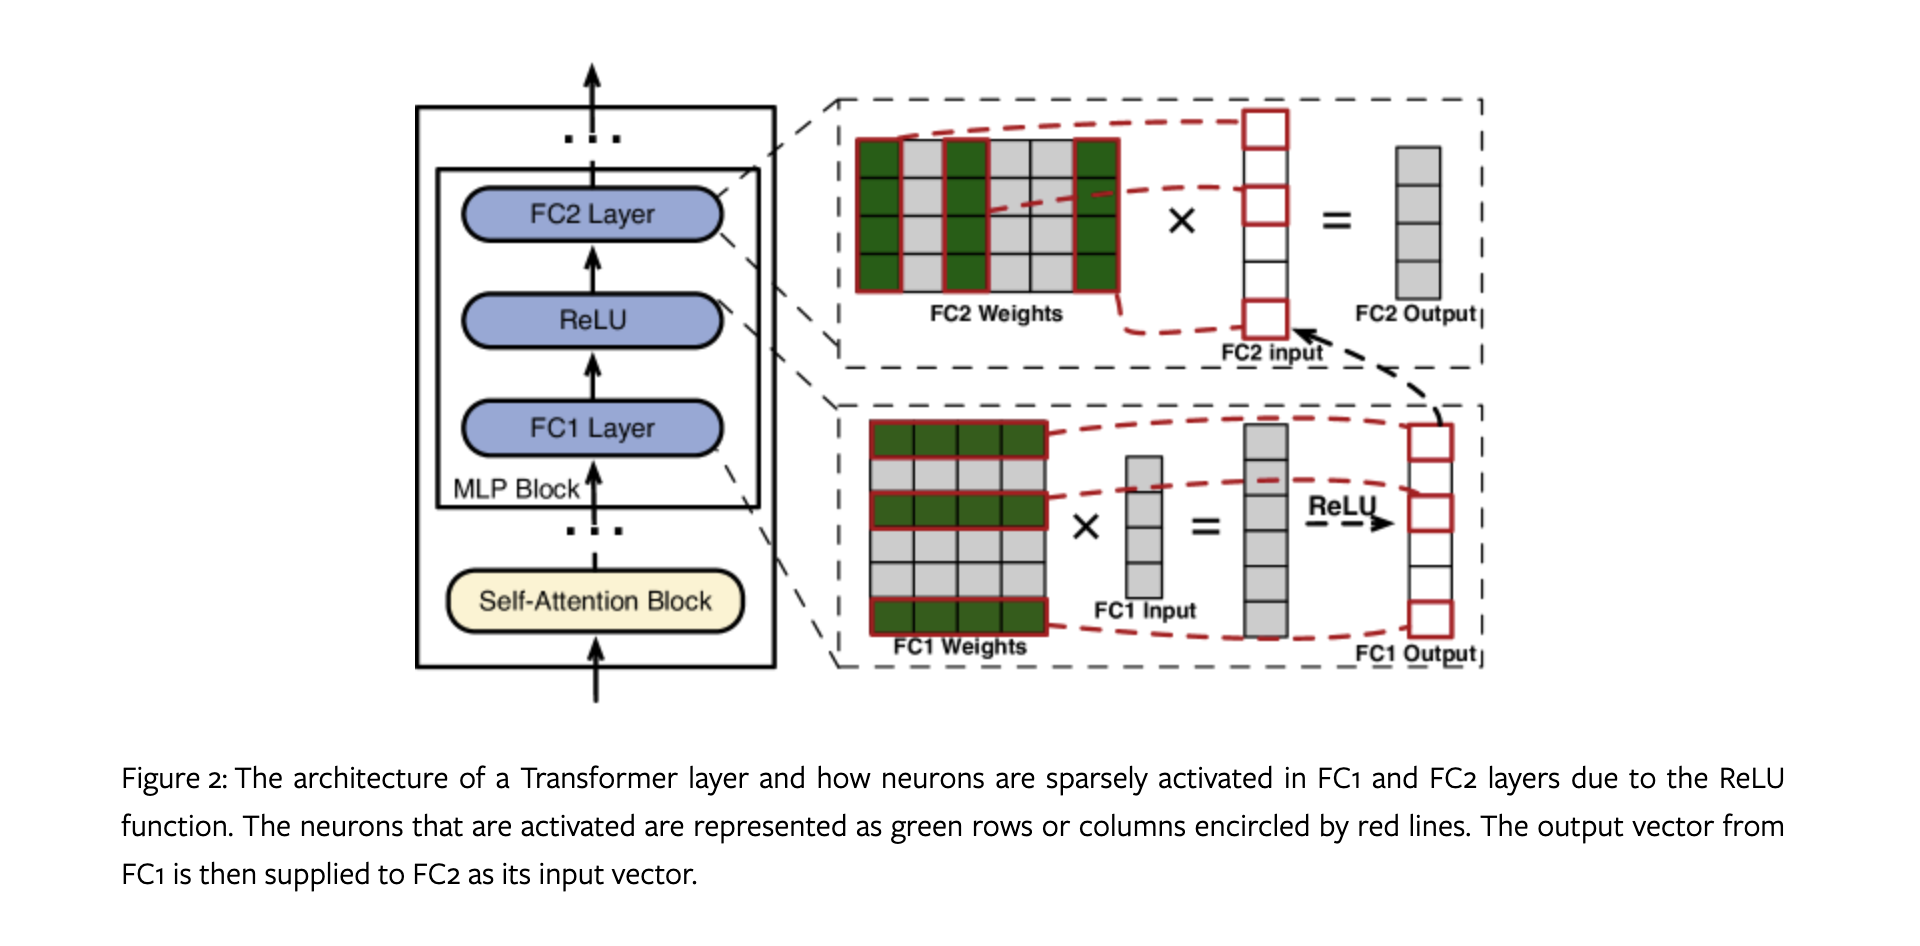 ...
FC2 Layer
ReLU
FC1 Layer
MLP Block
...
Self-Attention Block
×
=
FC2 Weights
FC2 input
FC2 Output
×
=
ReLU
FC1 Input
FC1 Weights
FC1 Output
Figure 2: The architecture of a Transformer layer and how neurons are sparsely activated in FC1 and FC2 layers due to the ReLU
function. The neurons that are activated are represented as green rows or columns encircled by red lines. The output vector from
FC1 is then supplied to FC2 as its input vector.